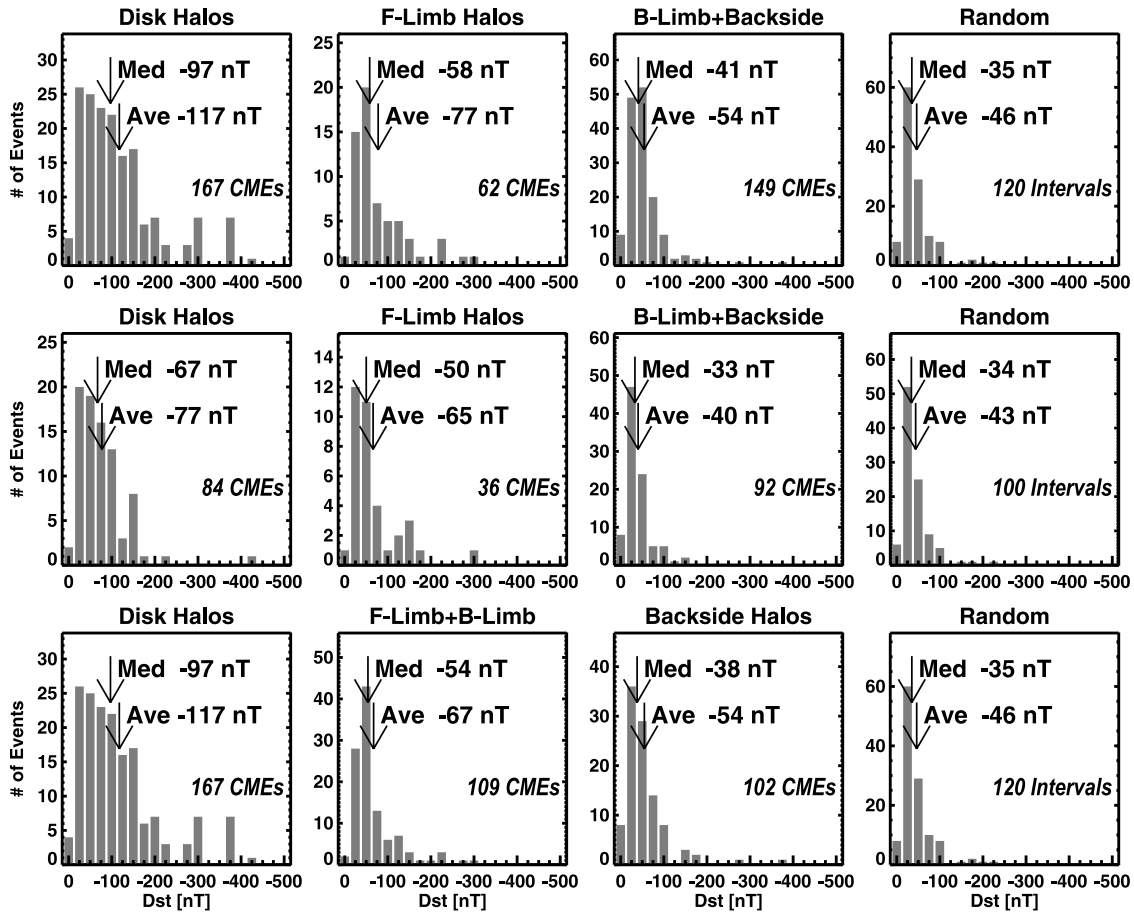 Disk Halos F-Limb Halos B-Limb+Backside Random
# of Events
30 25 20 15 10 5 0
Med -97 nT
Ave -117 nT
167 CMEs
0 -100 -200 -300 -400 -500
25 20 15 10 5 0
Med -58 nT
Ave -77 nT
62 CMEs
0 -100 -200 -300 -400 -500
60 50 40 30 20 10 0
Med -41 nT
Ave -54 nT
149 CMEs
0 -100 -200 -300 -400 -500
60 40 20 0
Med -35 nT
Ave -46 nT
120 Intervals
0 -100 -200 -300 -400 -500
Disk Halos F-Limb Halos B-Limb+Backside Random
# of Events
25 20 15 10 5 0
Med -67 nT
Ave -77 nT
84 CMEs
0 -100 -200 -300 -400 -500
14 12 10 8 6 4 2 0
Med -50 nT
Ave -65 nT
36 CMEs
0 -100 -200 -300 -400 -500
60 50 40 30 20 10 0
Med -33 nT
Ave -40 nT
92 CMEs
0 -100 -200 -300 -400 -500
60 50 40 30 20 10 0
Med -34 nT
Ave -43 nT
100 Intervals
0 -100 -200 -300 -400 -500
Disk Halos F-Limb+B-Limb Backside Halos Random
# of Events
30 25 20 15 10 5 0
Med -97 nT
Ave -117 nT
167 CMEs
0 -100 -200 -300 -400 -500
Dst [nT]
50 40 30 20 10 0
Med -54 nT
Ave -67 nT
109 CMEs
0 -100 -200 -300 -400 -500
Dst [nT]
40 30 20 10 0
Med -38 nT
Ave -54 nT
102 CMEs
0 -100 -200 -300 -400 -500
Dst [nT]
60 40 20 0
Med -35 nT
Ave -46 nT
120 Intervals
0 -100 -200 -300 -400 -500
Dst [nT]